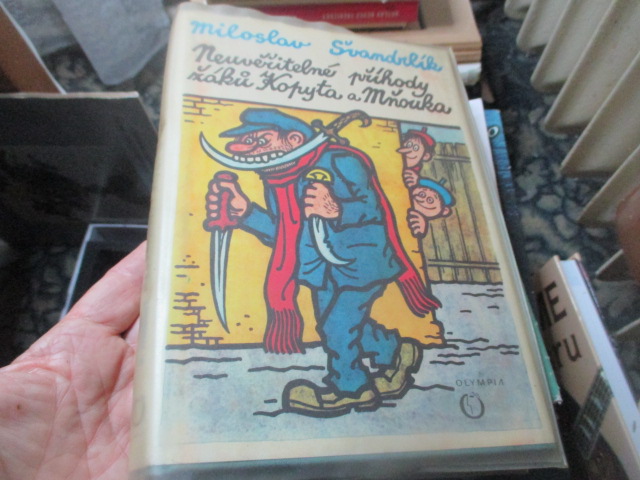 Miloslav Švandrlík
Neuvěřitelné příhody
žáků Kopyta a Mňouka
OLYMPIA